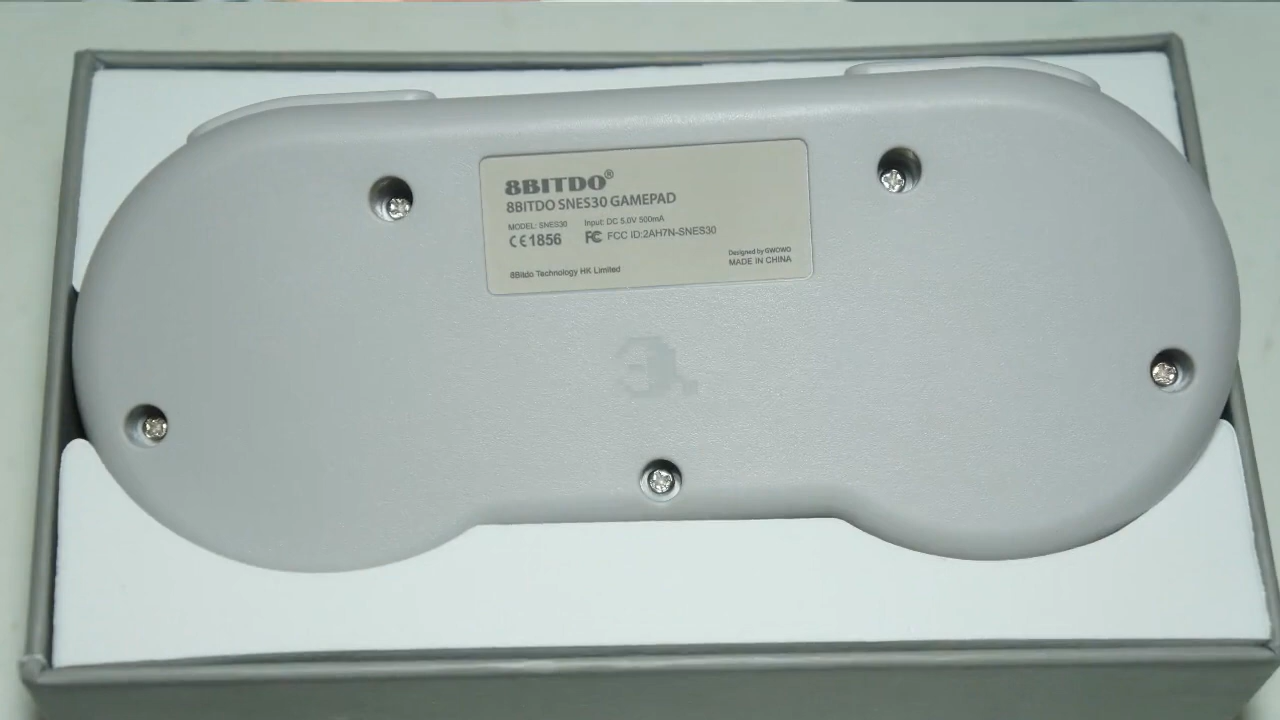 8BITDO®
8BITDO SNES30 GAMEPAD
MODEL: SNES30 Input: DC 5.0V 500mA
CE1856 FC FCC ID:2AH7N-SNES30
Designed by GWOWO
8Bitdo Technology HK Limited MADE IN CHINA